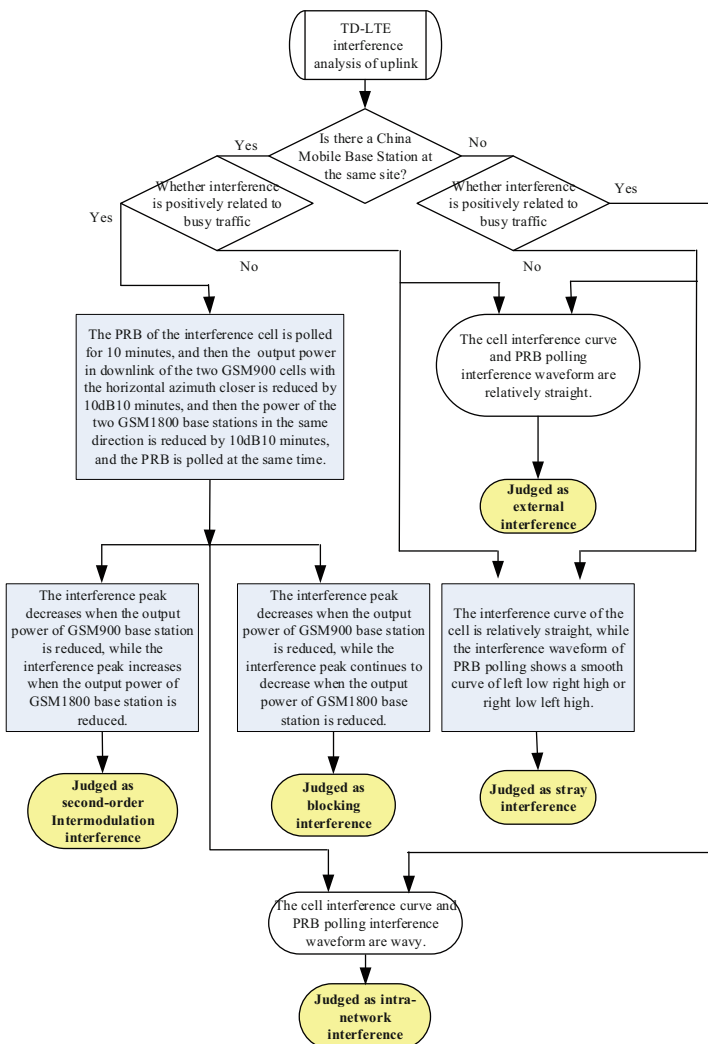 TD-LTE
interference
analysis of uplink
Yes
Is there a China
Mobile Base Station at
the same site?
No
Whether interference
is positively related to
busy traffic
Whether interference
is positively related to
busy traffic
Yes
Yes
No
No
The PRB of the interference cell is polled
for 10 minutes, and then the output power
in downlink of the two GSM900 cells with
the horizontal azimuth closer is reduced by
10dB10 minutes, and then the power of the
two GSM1800 base stations in the same
direction is reduced by 10dB10 minutes,
and the PRB is polled at the same time.
The cell interference curve
and PRB polling
interference waveform are
relatively straight.
Judged as
external
interference
The interference peak
decreases when the output
power of GSM900 base station
is reduced, while the
interference peak increases
when the output power of
GSM1800 base station is
reduced.
The interference peak
decreases when the output
power of GSM900 base station
is reduced, while the
interference peak continues to
decrease when the output
power of GSM1800 base
station is reduced.
The interference curve of the
cell is relatively straight, while
the interference waveform of
PRB polling shows a smooth
curve of left low right high or
right low left high.
Judged as
second-order
Intermodulation
interference
Judged as
blocking
interference
Judged as stray
interference
The cell interference curve and
PRB polling interference
waveform are wavy.
Judged as intra-
network
interference